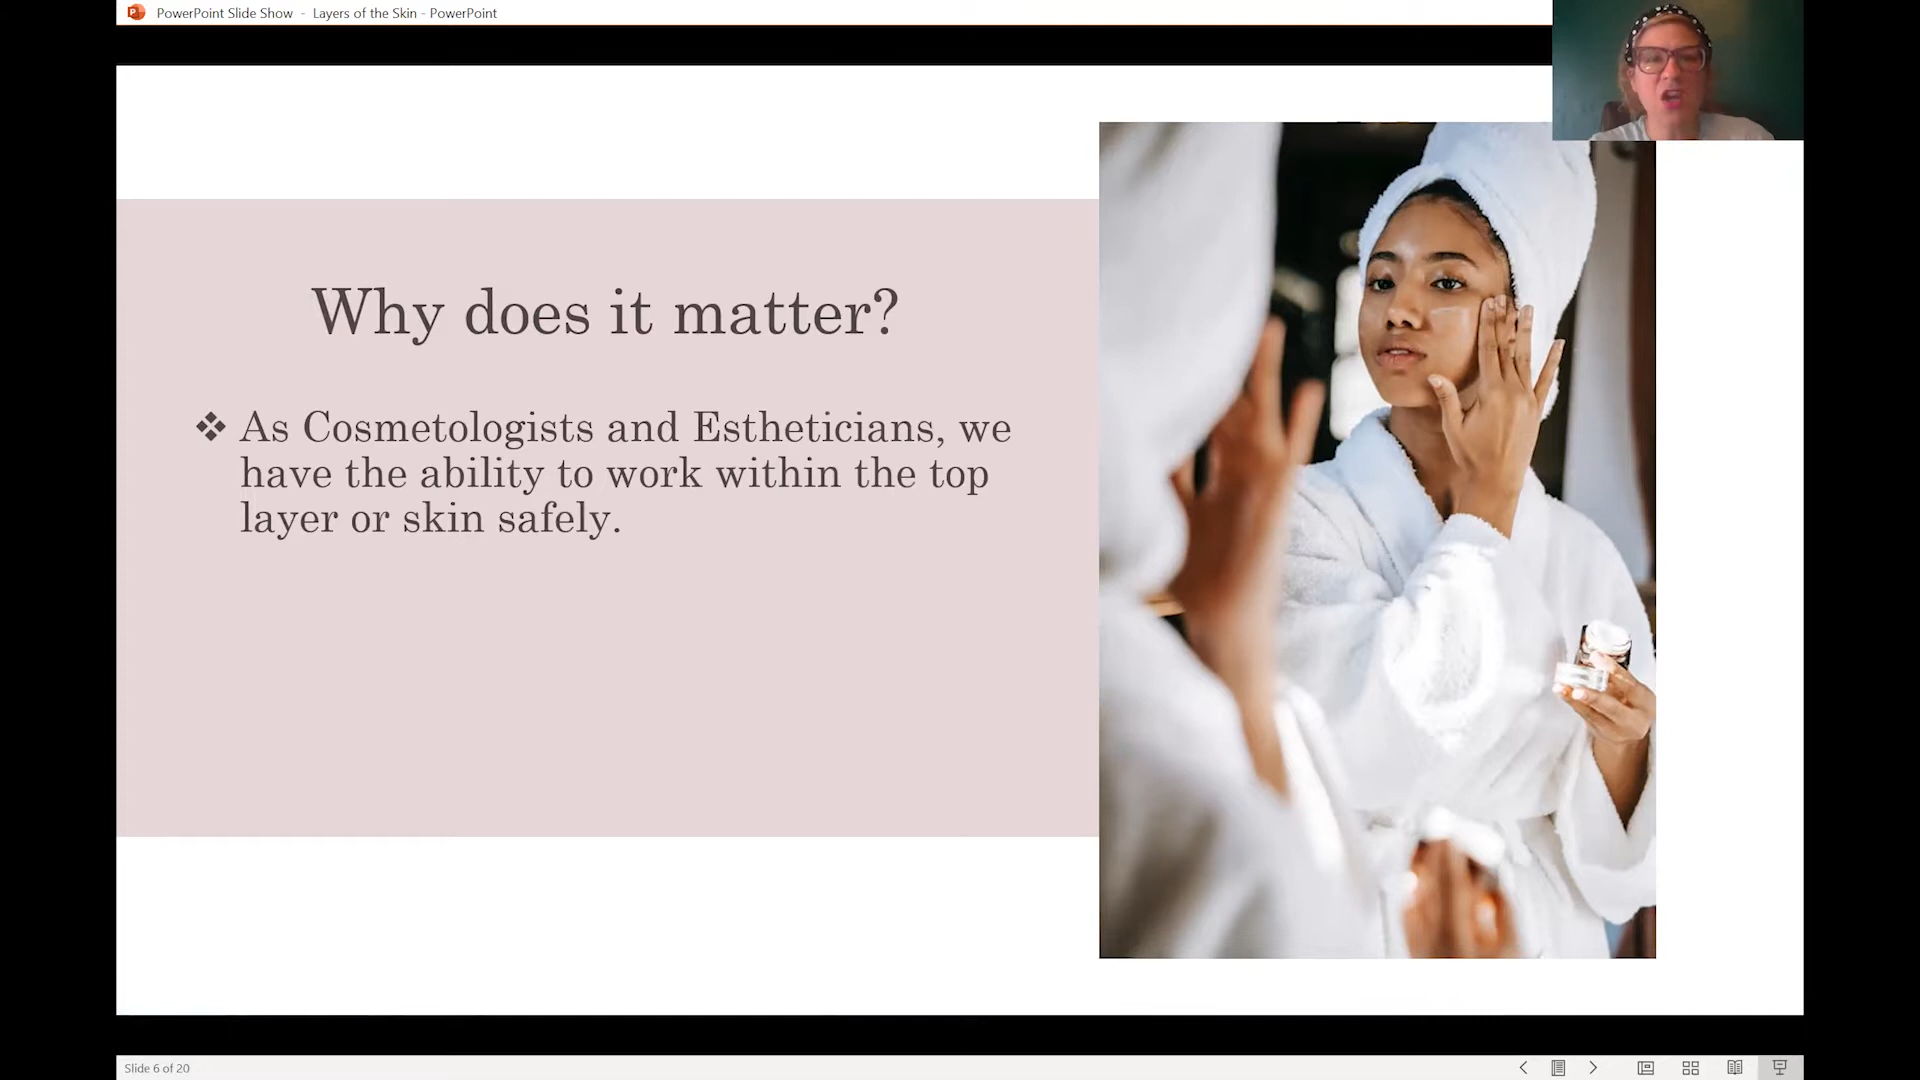 PowerPoint Slide Show - Layers of the Skin - PowerPoint
Why does it matter?
❖ As Cosmetologists and Estheticians, we
have the ability to work within the top
layer or skin safely.
Slide 6 of 20